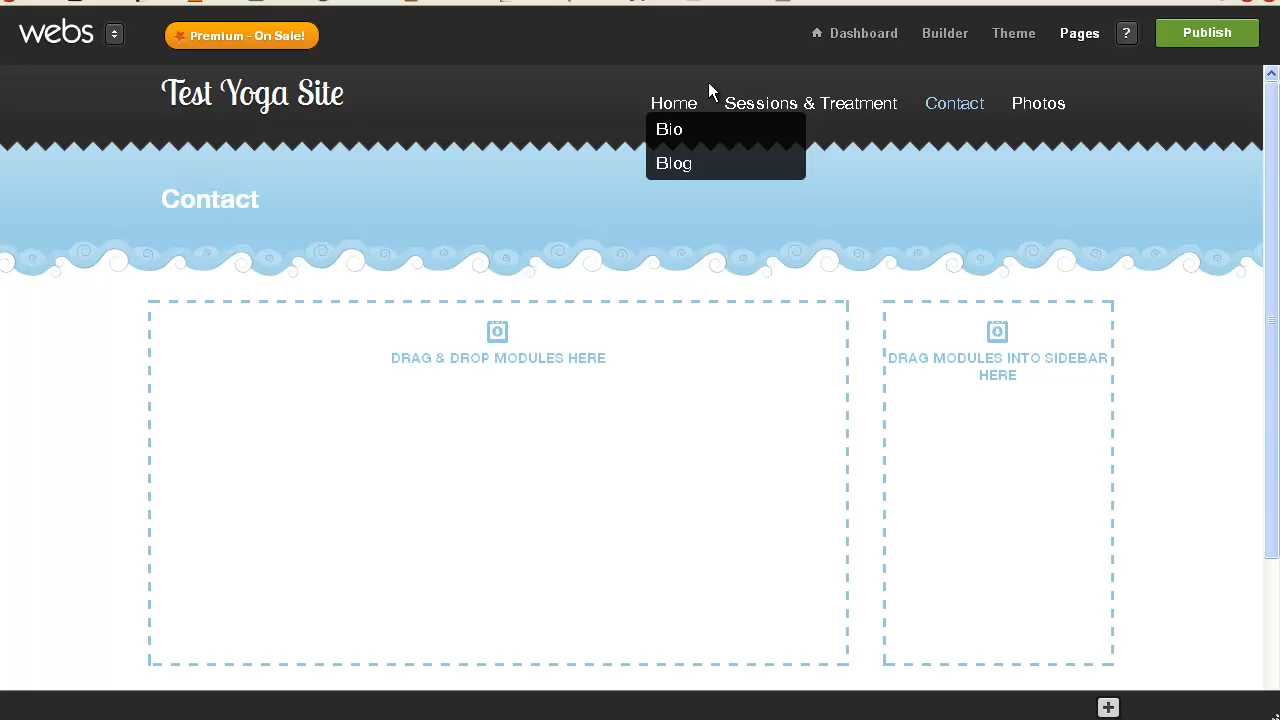 webs
Premium - On Sale!
Dashboard
Builder
Theme
Pages
?
Publish
Test Yoga Site
Home
Sessions & Treatment
Contact
Photos
Bio
Blog
Contact
DRAG & DROP MODULES HERE
DRAG MODULES INTO SIDEBAR
HERE